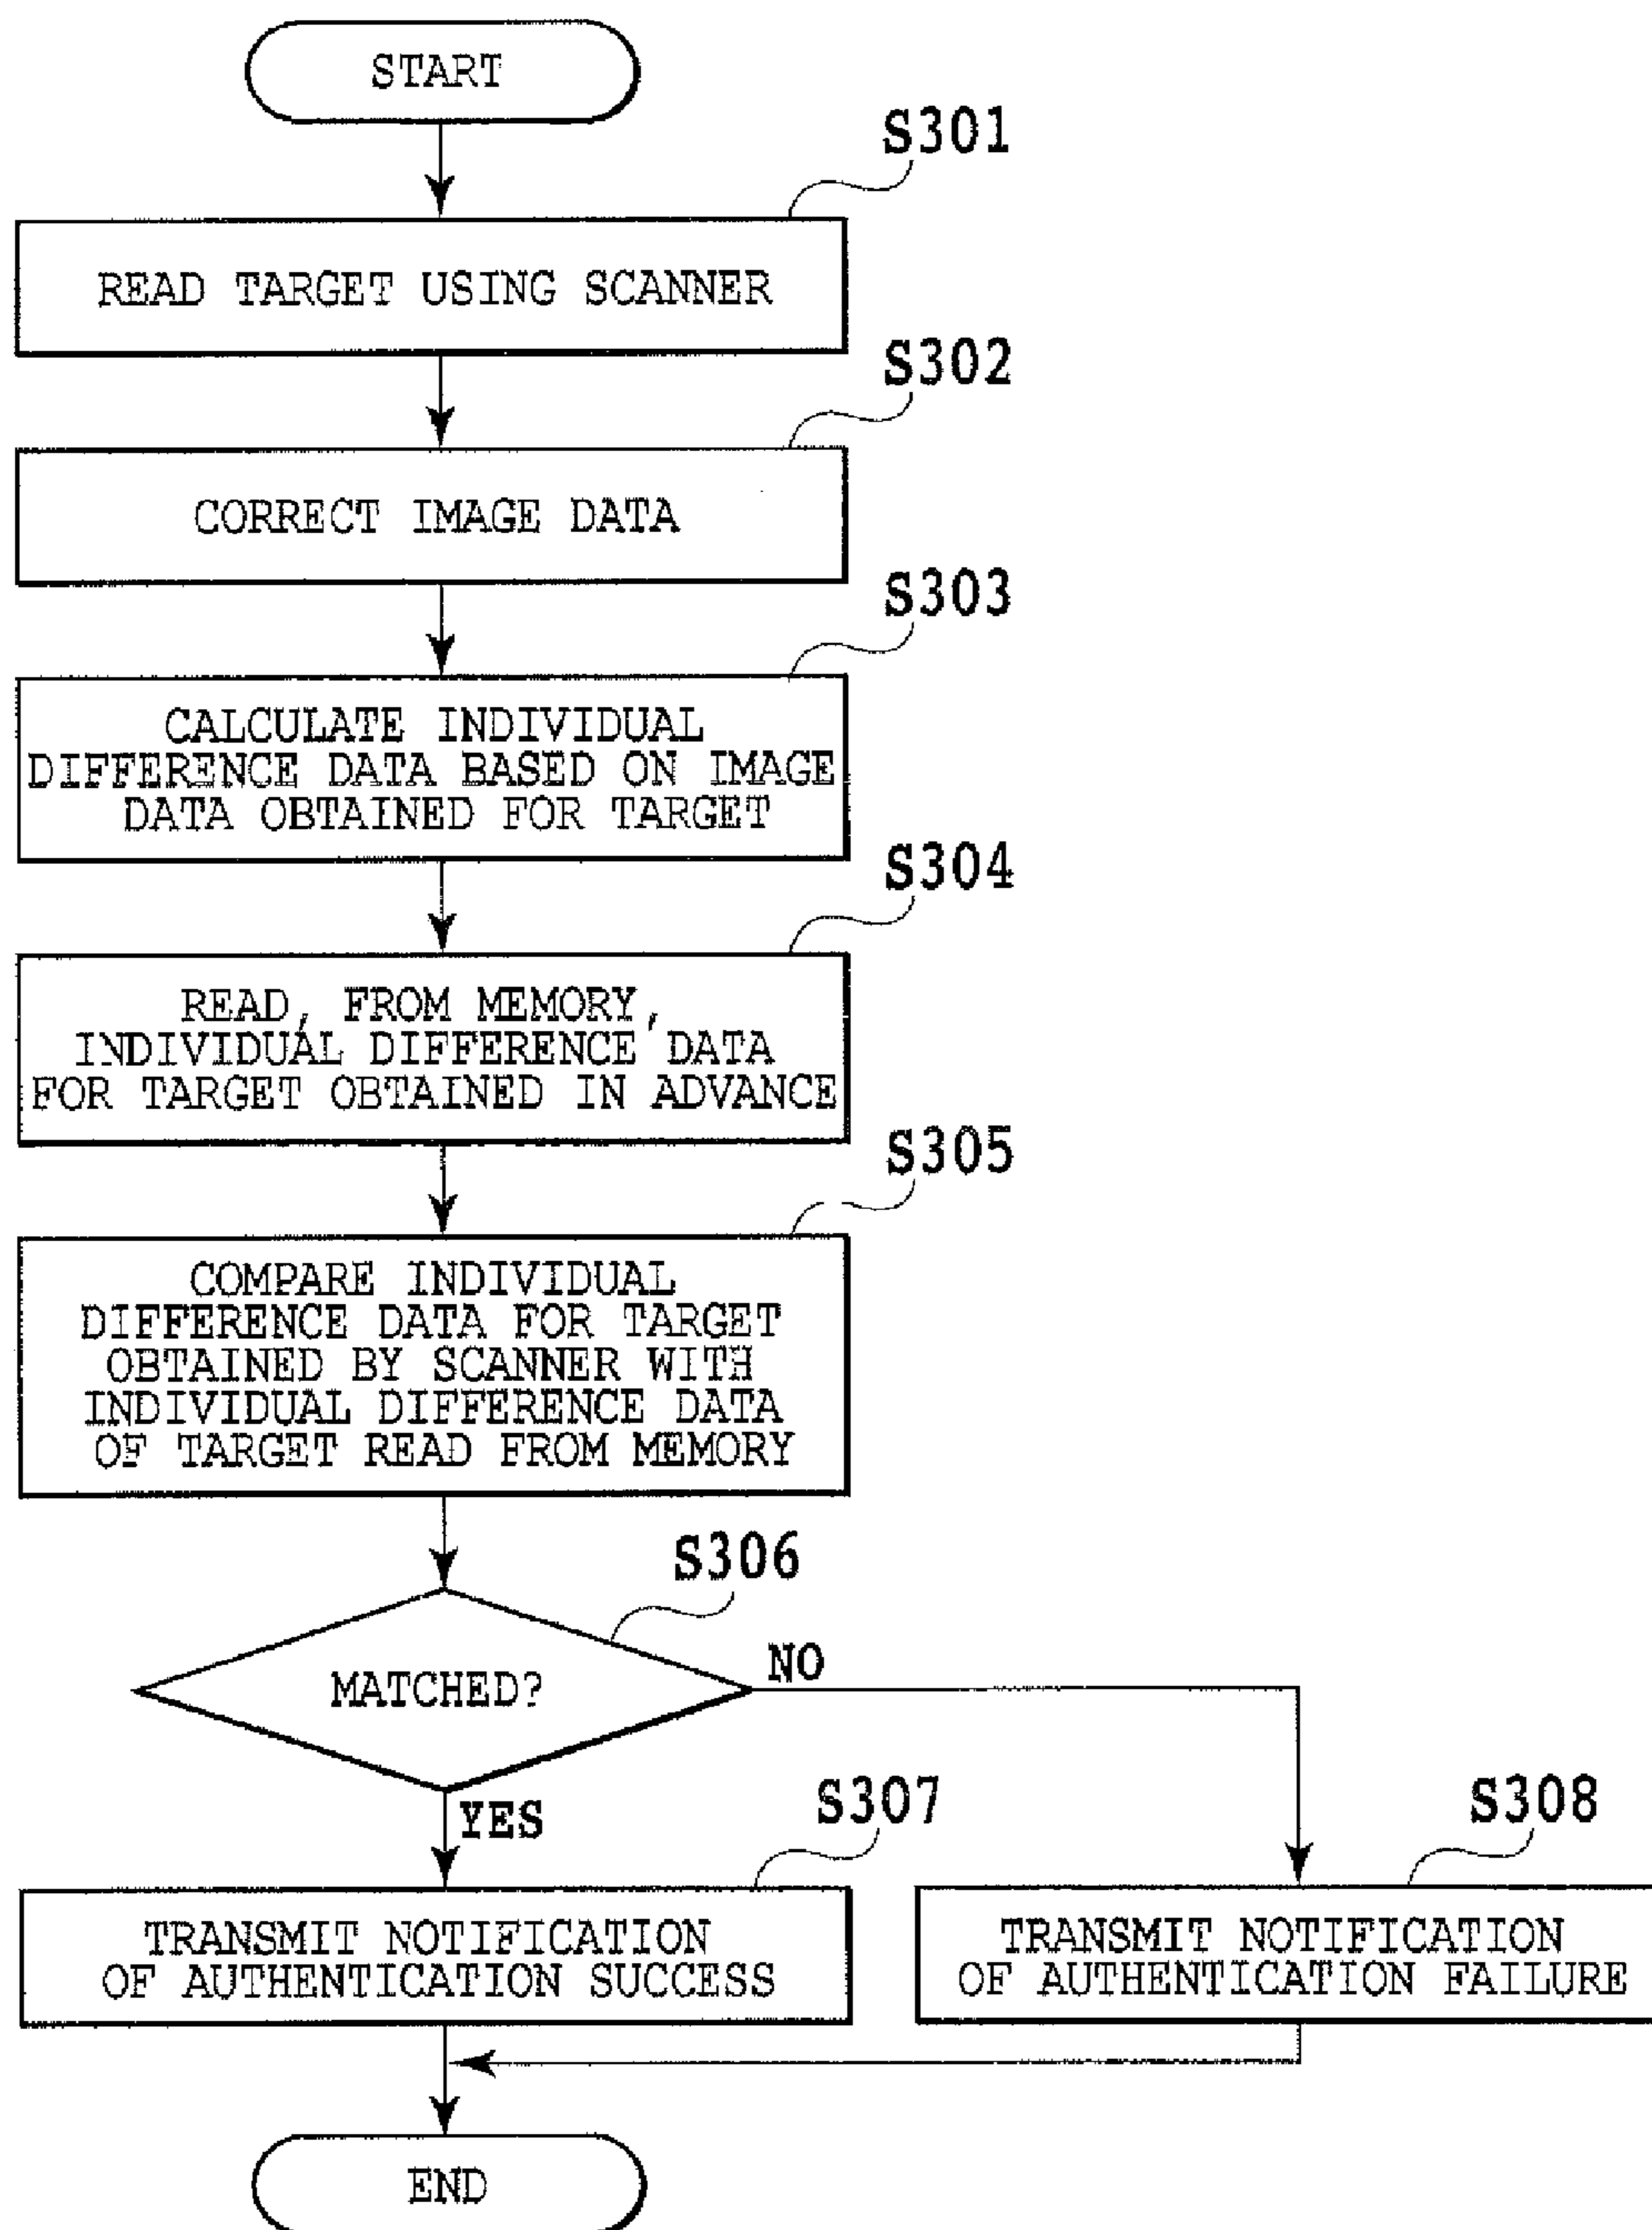 START
S301
READ TARGET USING SCANNER
S302
CORRECT IMAGE DATA
S303
CALCULATE INDIVIDUAL
DIFFERENCE DATA BASED ON IMAGE
DATA OBTAINED FOR TARGET
S304
READ, FROM MEMORY,
INDIVIDUAL DIFFERENCE DATA
FOR TARGET OBTAINED IN ADVANCE
S305
COMPARE INDIVIDUAL
DIFFERENCE DATA FOR TARGET
OBTAINED BY SCANNER WITH
INDIVIDUAL DIFFERENCE DATA
OF TARGET READ FROM MEMORY
S306
MATCHED?
NO
YES
S307
TRANSMIT NOTIFICATION
OF AUTHENTICATION SUCCESS
S308
TRANSMIT NOTIFICATION
OF AUTHENTICATION FAILURE
END